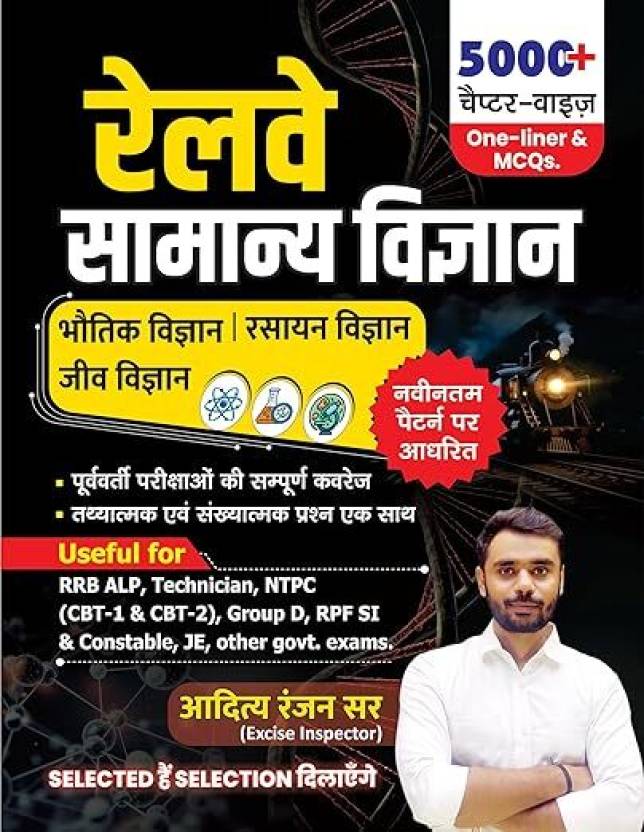 5000+
चैप्टर-वाइज़
One-liner &
MCQs.
रेलवे
सामान्य विज्ञान
भौतिक विज्ञान | रसायन विज्ञान
जीव विज्ञान
नवीनतम
पैटर्न पर
आधरित
पूर्ववर्ती परीक्षाओं की सम्पूर्ण कवरेज
तथ्यात्मक एवं संख्यात्मक प्रश्न एक साथ
Useful for
RRB ALP, Technician, NTPC
(CBT-1 & CBT-2), Group D, RPF SI
& Constable, JE, other govt. exams.
आदित्य रंजन सर
(Excise Inspector)
SELECTED हैं SELECTION दिलाएँगे